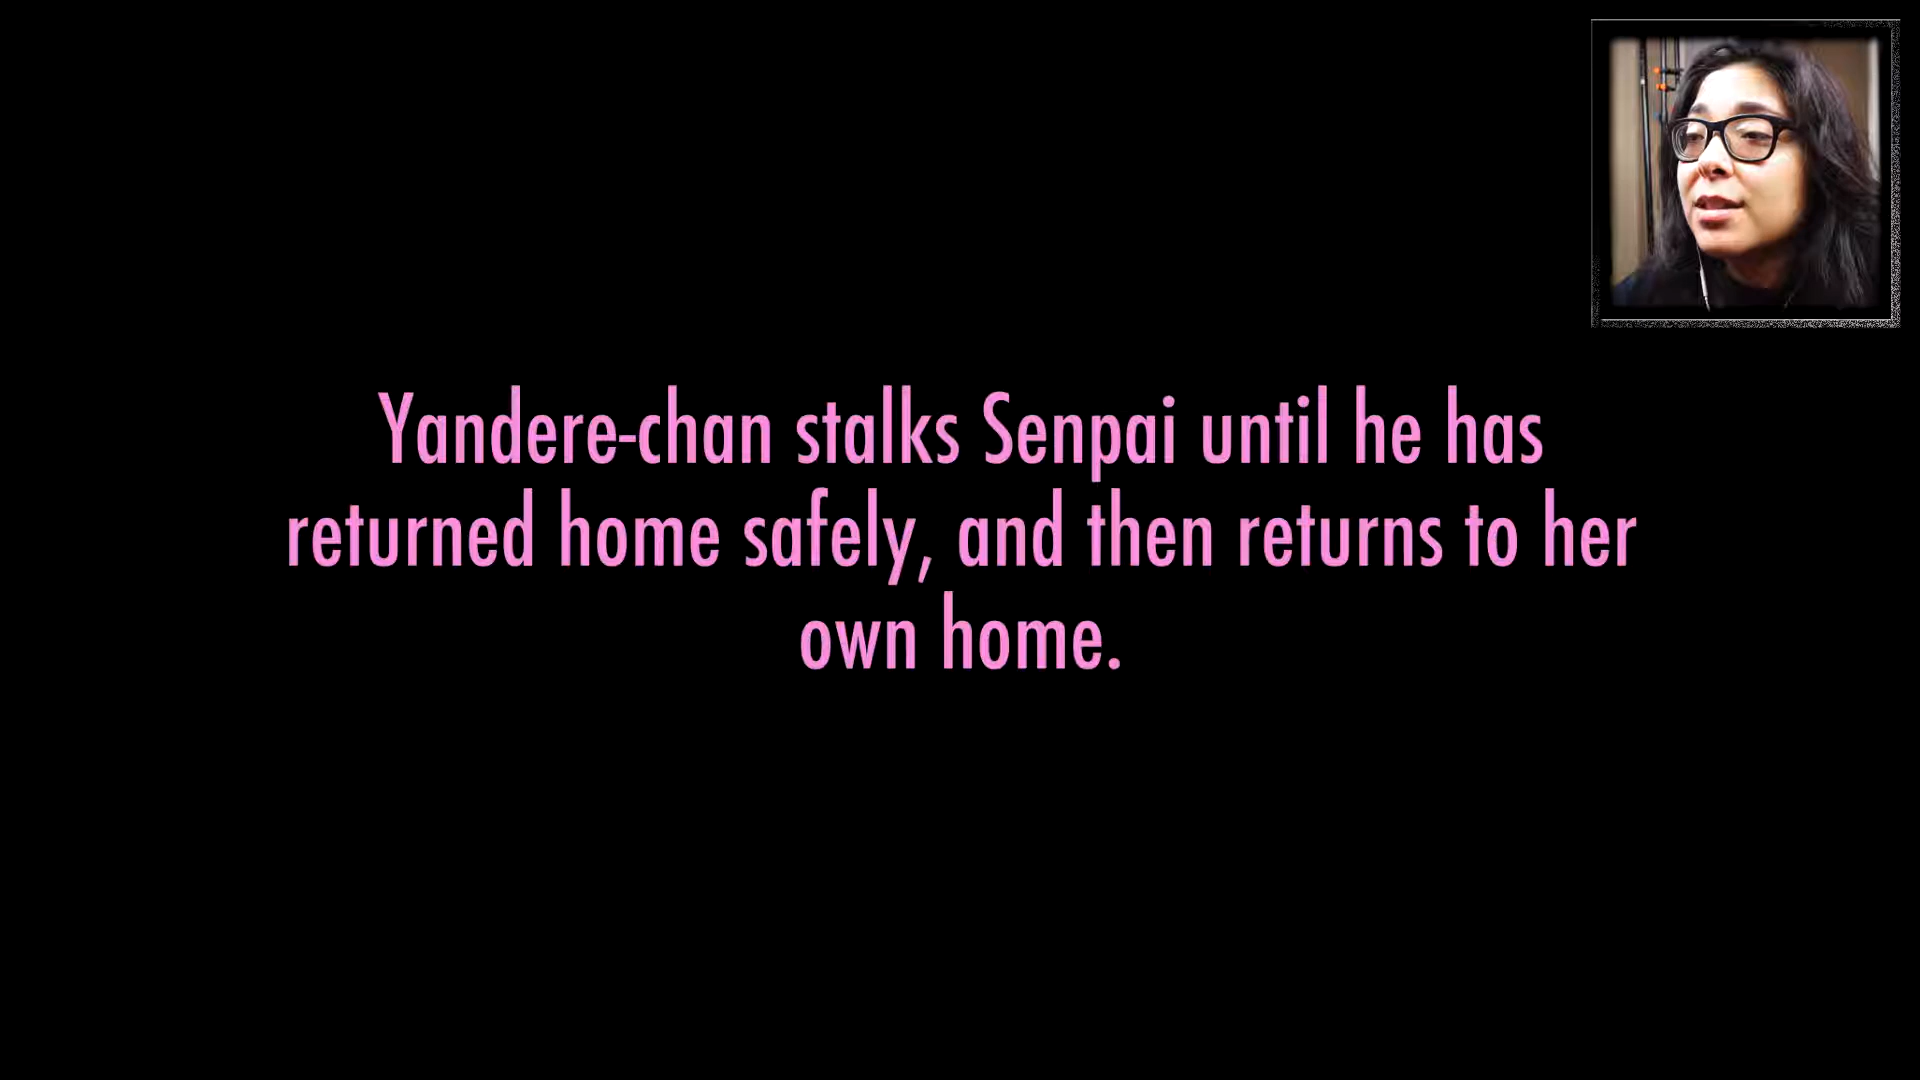 Yandere-chan stalks Senpai until he has
returned home safely, and then returns to her
own home.